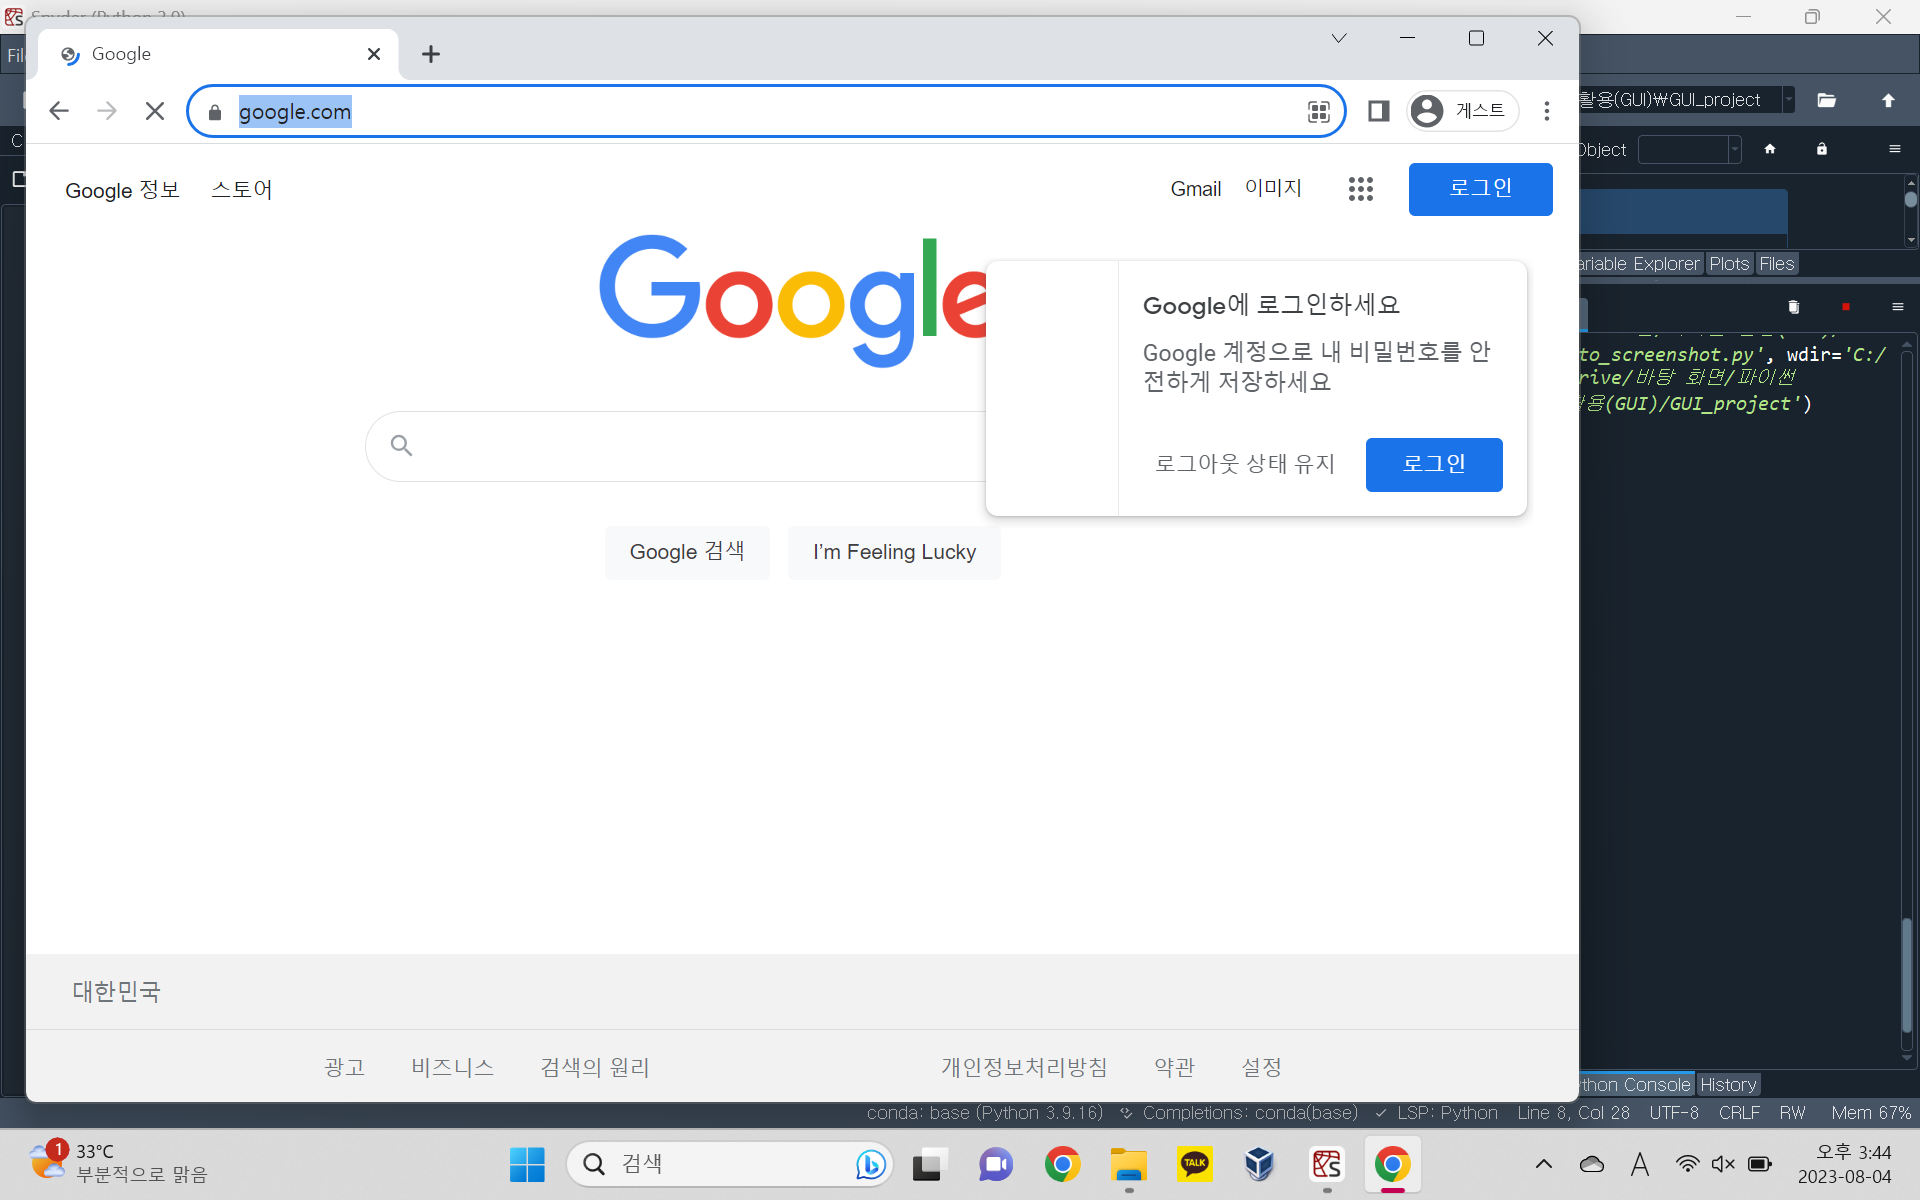 Google
google.com
게스트
Google 정보 스토어
Gmail 이미지
로그인
Google
Google에 로그인하세요
Google 계정으로 내 비밀번호를 안
전하게 저장하세요
로그아웃 상태 유지 로그인
Google 검색 I'm Feeling Lucky
대한민국
광고 비즈니스 검색의 원리
개인정보처리방침 약관 설정
활용(GUI)₩GUI_project
Object
ariable Explorer Plots Files
to_screenshot.py', wdir='C:/
rive/바탕 화면/파이썬
활용(GUI)/GUI_project')
ython Console History
conda: base (Python 3.9.16) Completions: conda(base) LSP: Python Line 8, Col 28 UTF-8 CRLF RW Mem 67%
1
33°C
부분적으로 맑음
검색
TALK
A
오후 3:44
2023-08-04